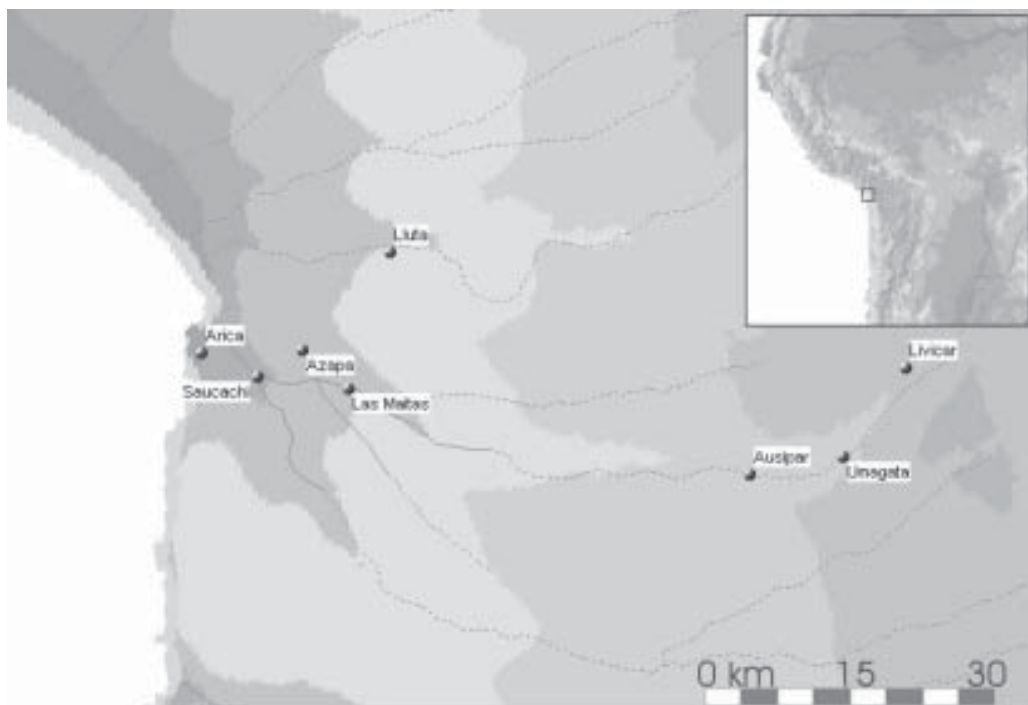 Lluta
Arica
Livicar
Azapa
Saucachi
Las Maitas
Ausipar
Umagata
0 km 15 30